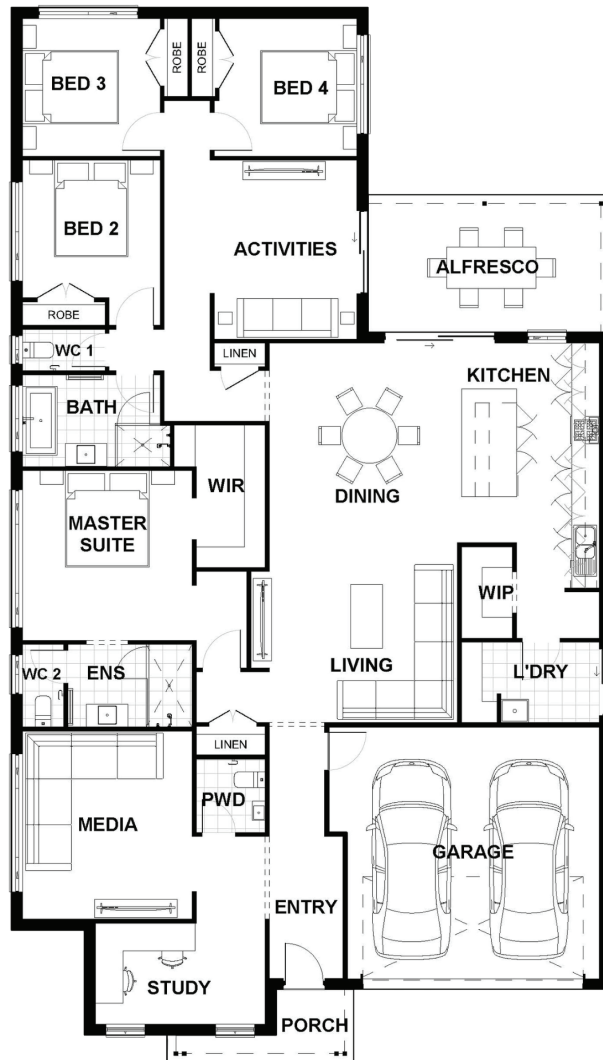 BED 3
ROBE
ROBE
BED 4
BED 2
ACTIVITIES
ALFRESCO
ROBE
WC 1
LINEN
KITCHEN
BATH
DINING
WIR
MASTER
SUITE
WIP
LIVING
WC 2
ENS
L'DRY
LINEN
PWD
MEDIA
GARAGE
ENTRY
STUDY
PORCH